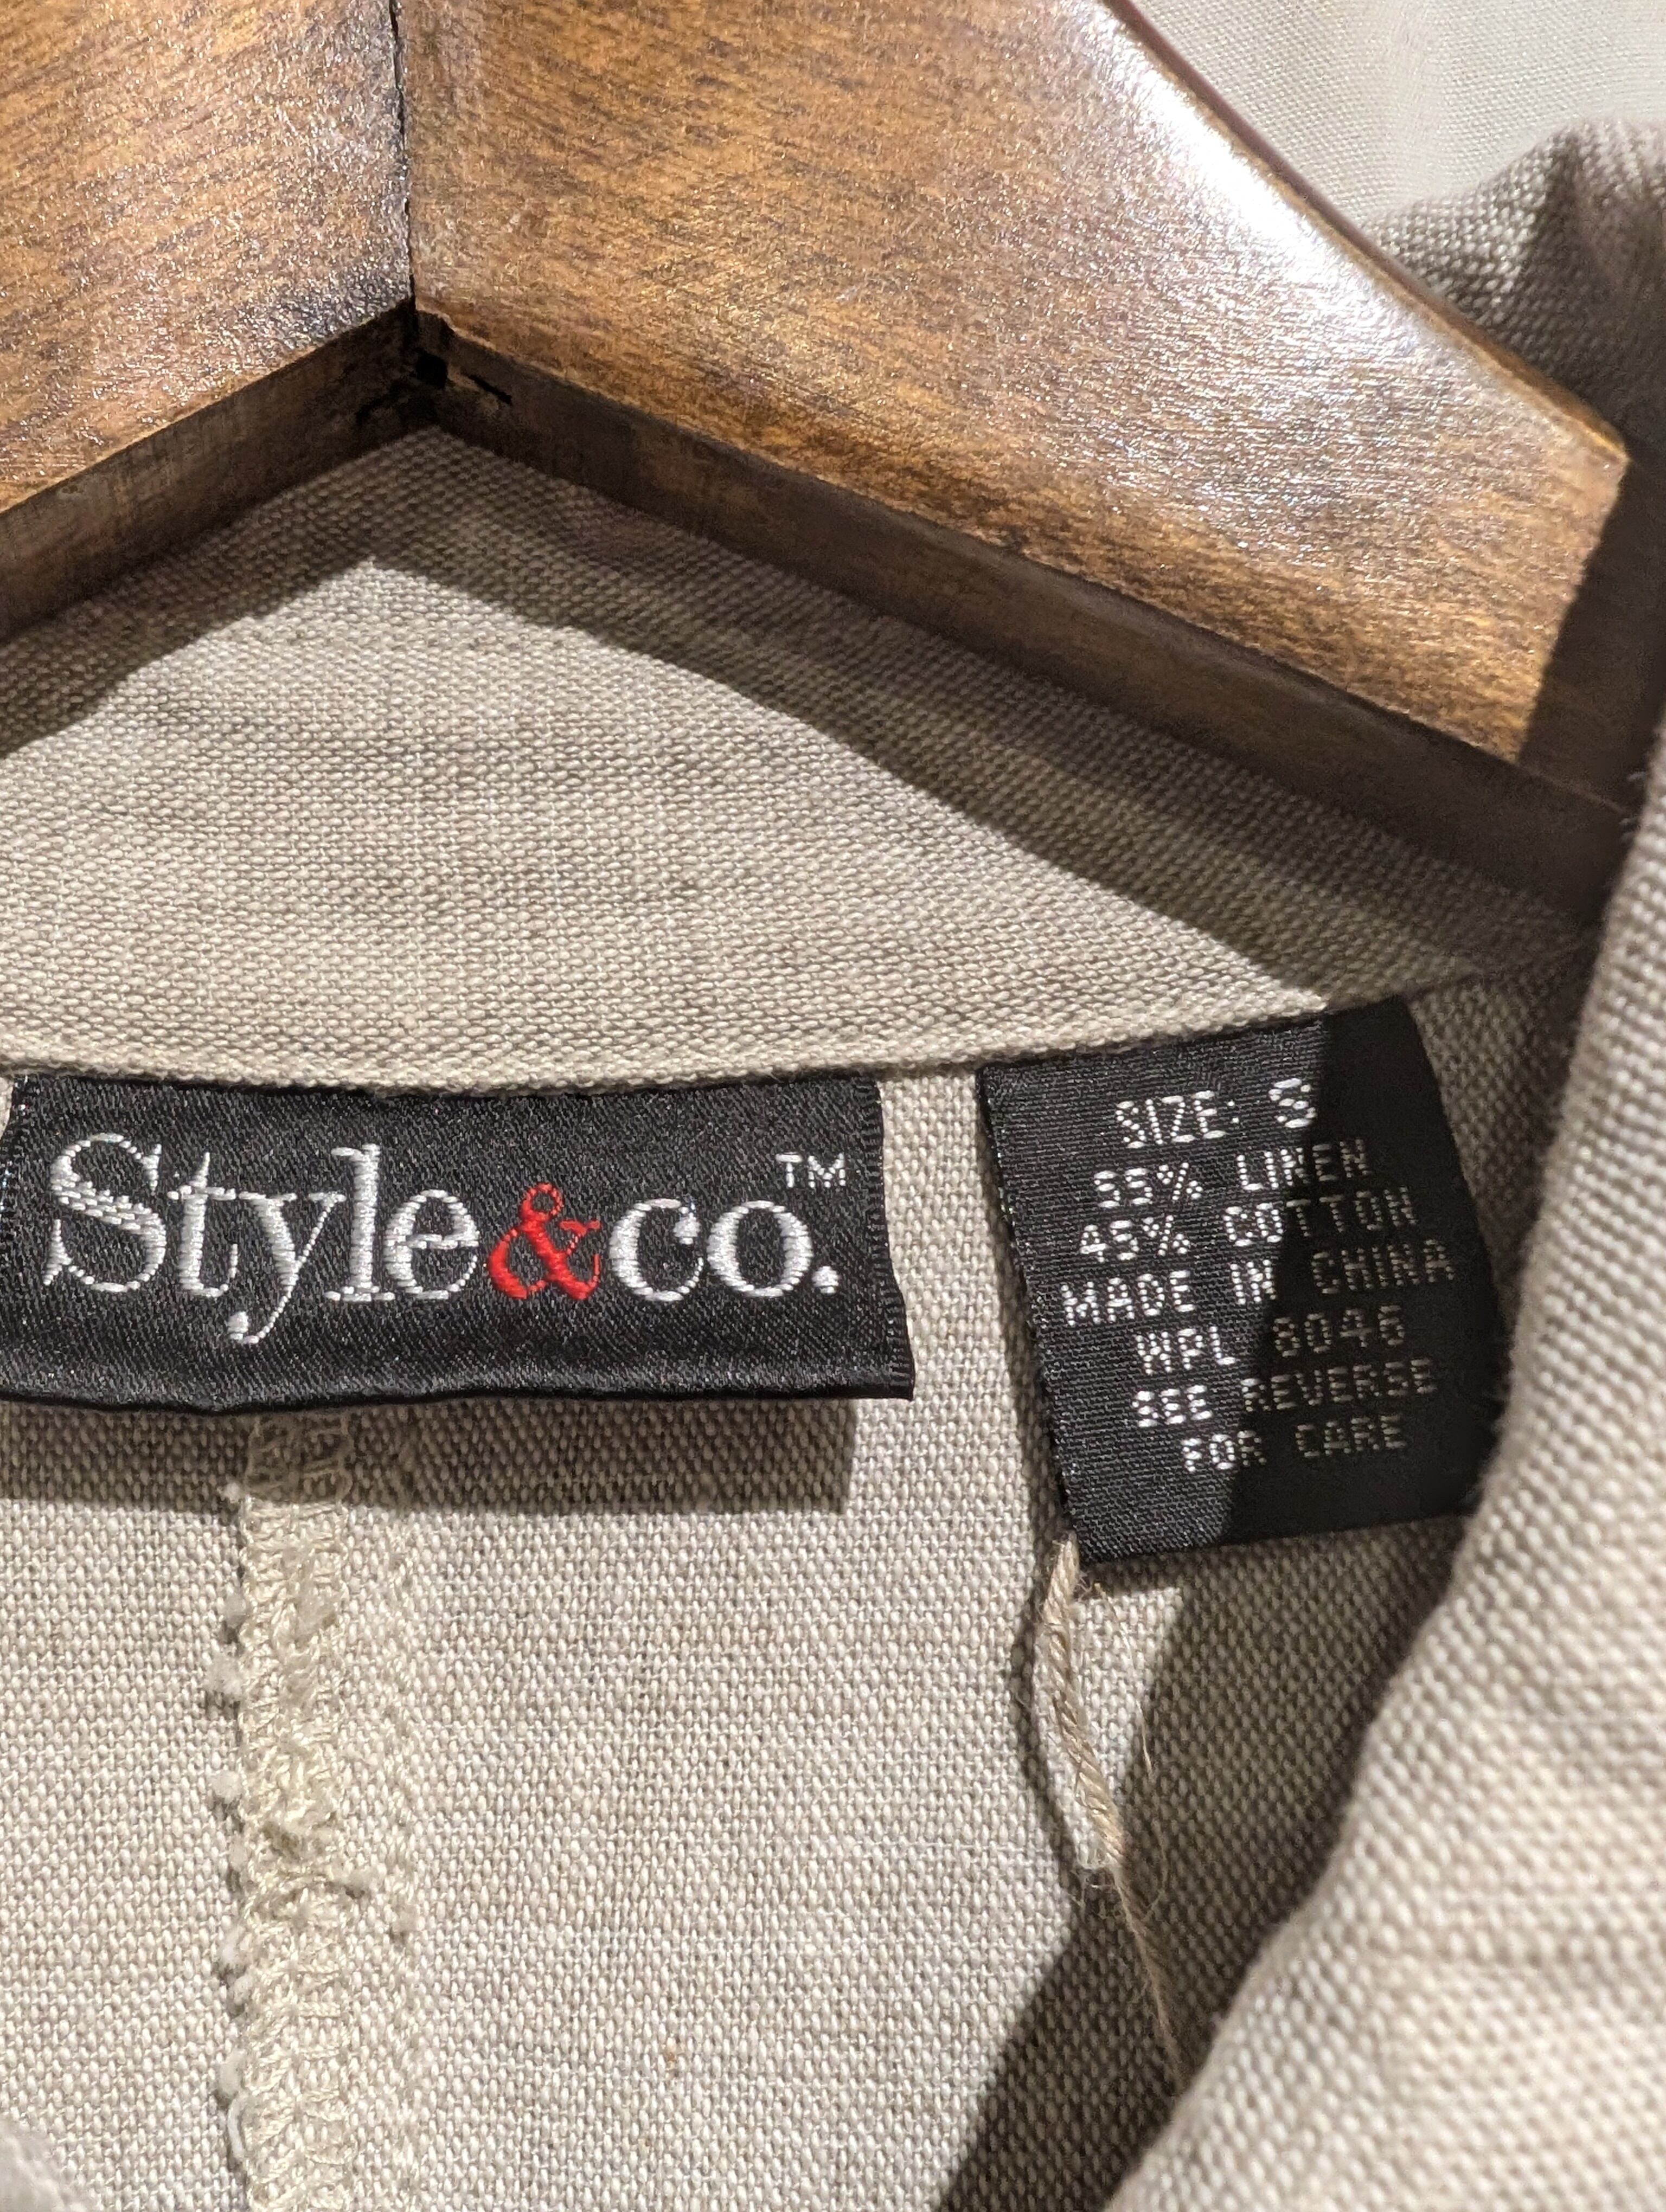 Style&co.™
SIZE: S
55% LINEN
45% COTTON
MADE IN CHINA
WPL 8046
SEE REVERSE
FOR CARE